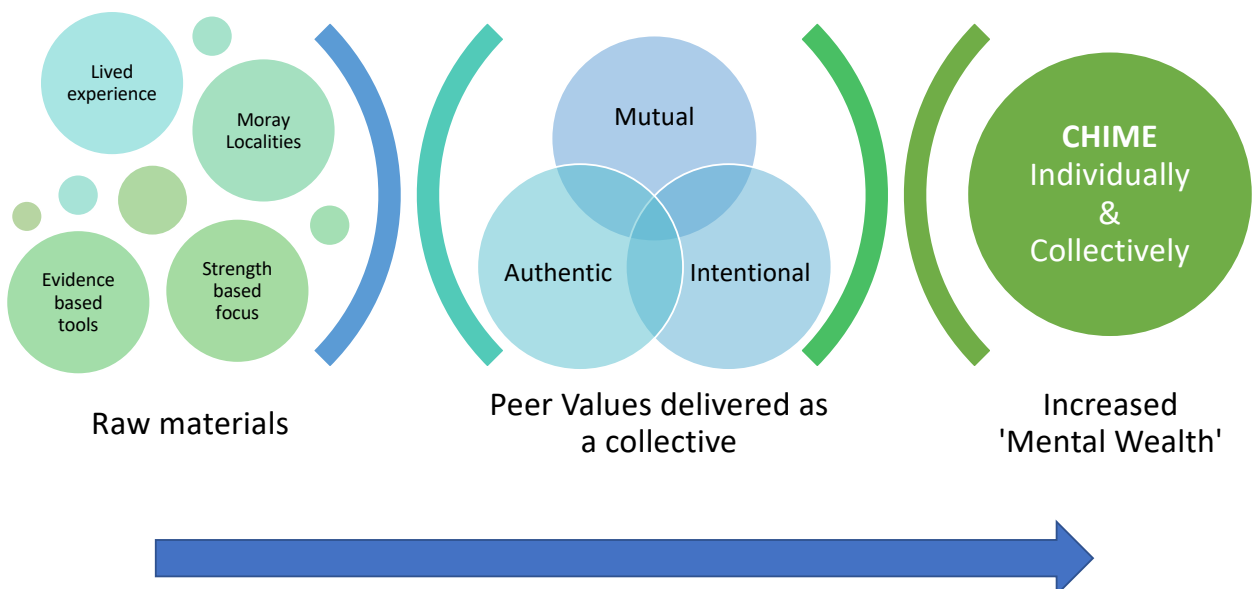 Lived
experience
Moray
Localities
Evidence
based
tools
Strength
based
focus
Raw materials
Mutual
Authentic
Intentional
Peer Values delivered as
a collective
CHIME
Individually
&
Collectively
Increased
'Mental Wealth'